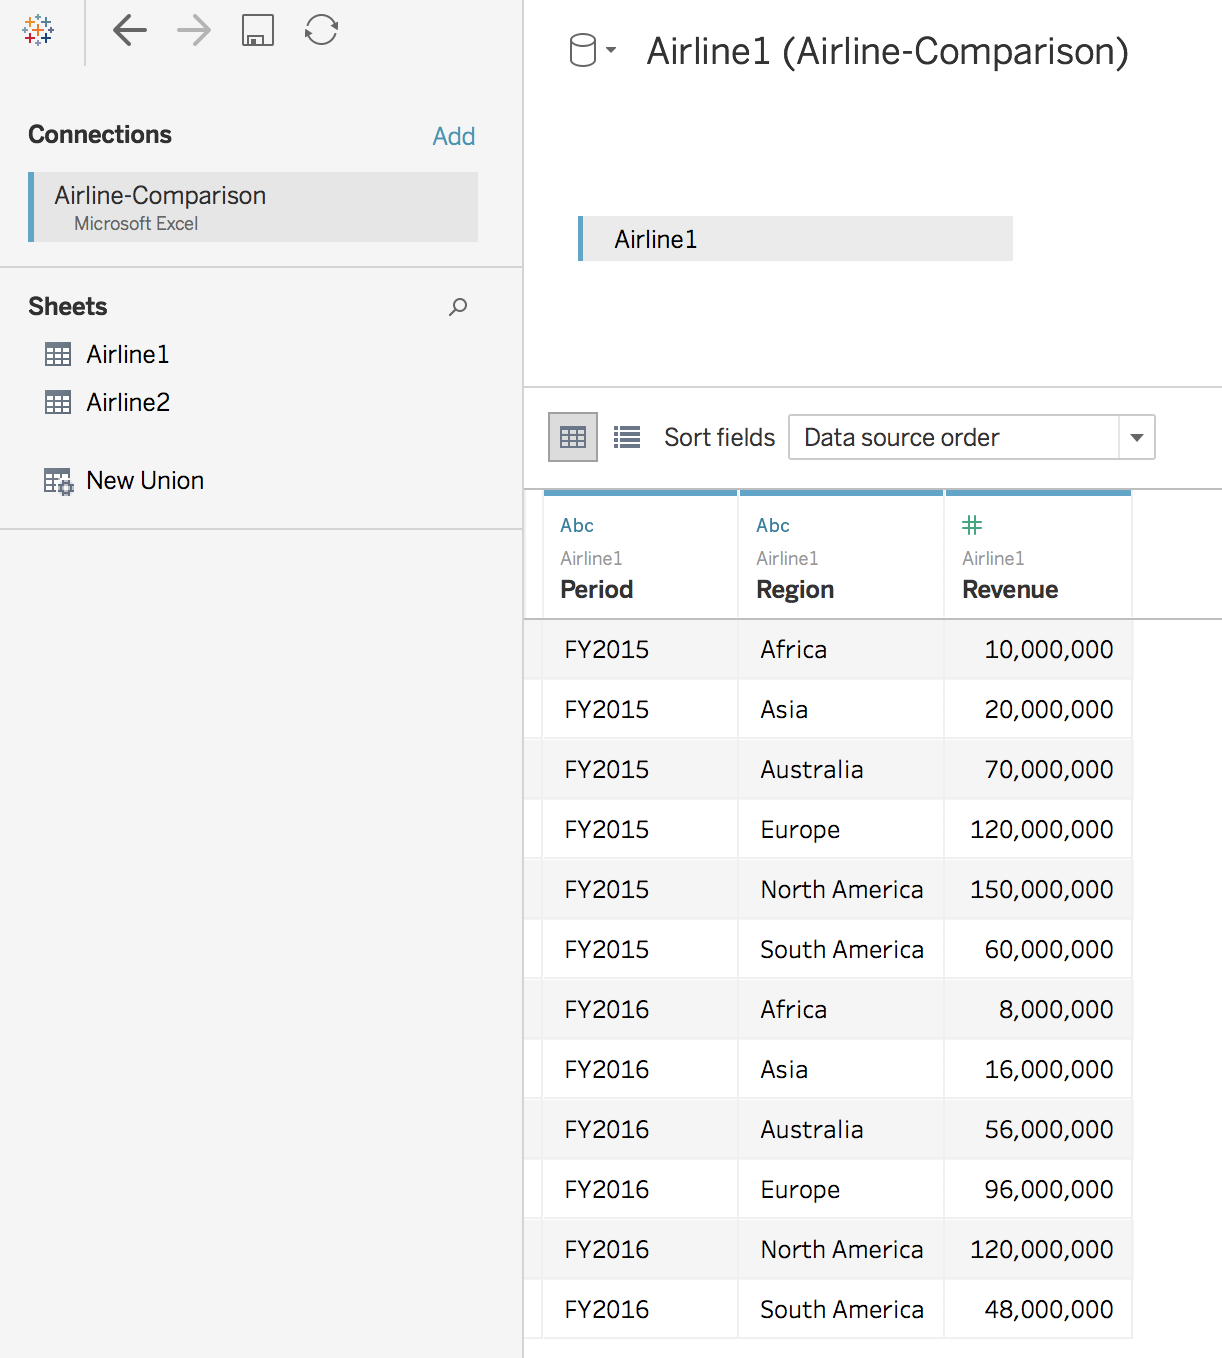 Connections Add
Airline-Comparison
Microsoft Excel
Sheets
Airline1
Airline2
New Union
Airline1 (Airline-Comparison)
Airline1
Sort fields Data source order
Abc Abc #
Airline1 Airline1 Airline1
Period Region Revenue
FY2015 Africa 10,000,000
FY2015 Asia 20,000,000
FY2015 Australia 70,000,000
FY2015 Europe 120,000,000
FY2015 North America 150,000,000
FY2015 South America 60,000,000
FY2016 Africa 8,000,000
FY2016 Asia 16,000,000
FY2016 Australia 56,000,000
FY2016 Europe 96,000,000
FY2016 North America 120,000,000
FY2016 South America 48,000,000